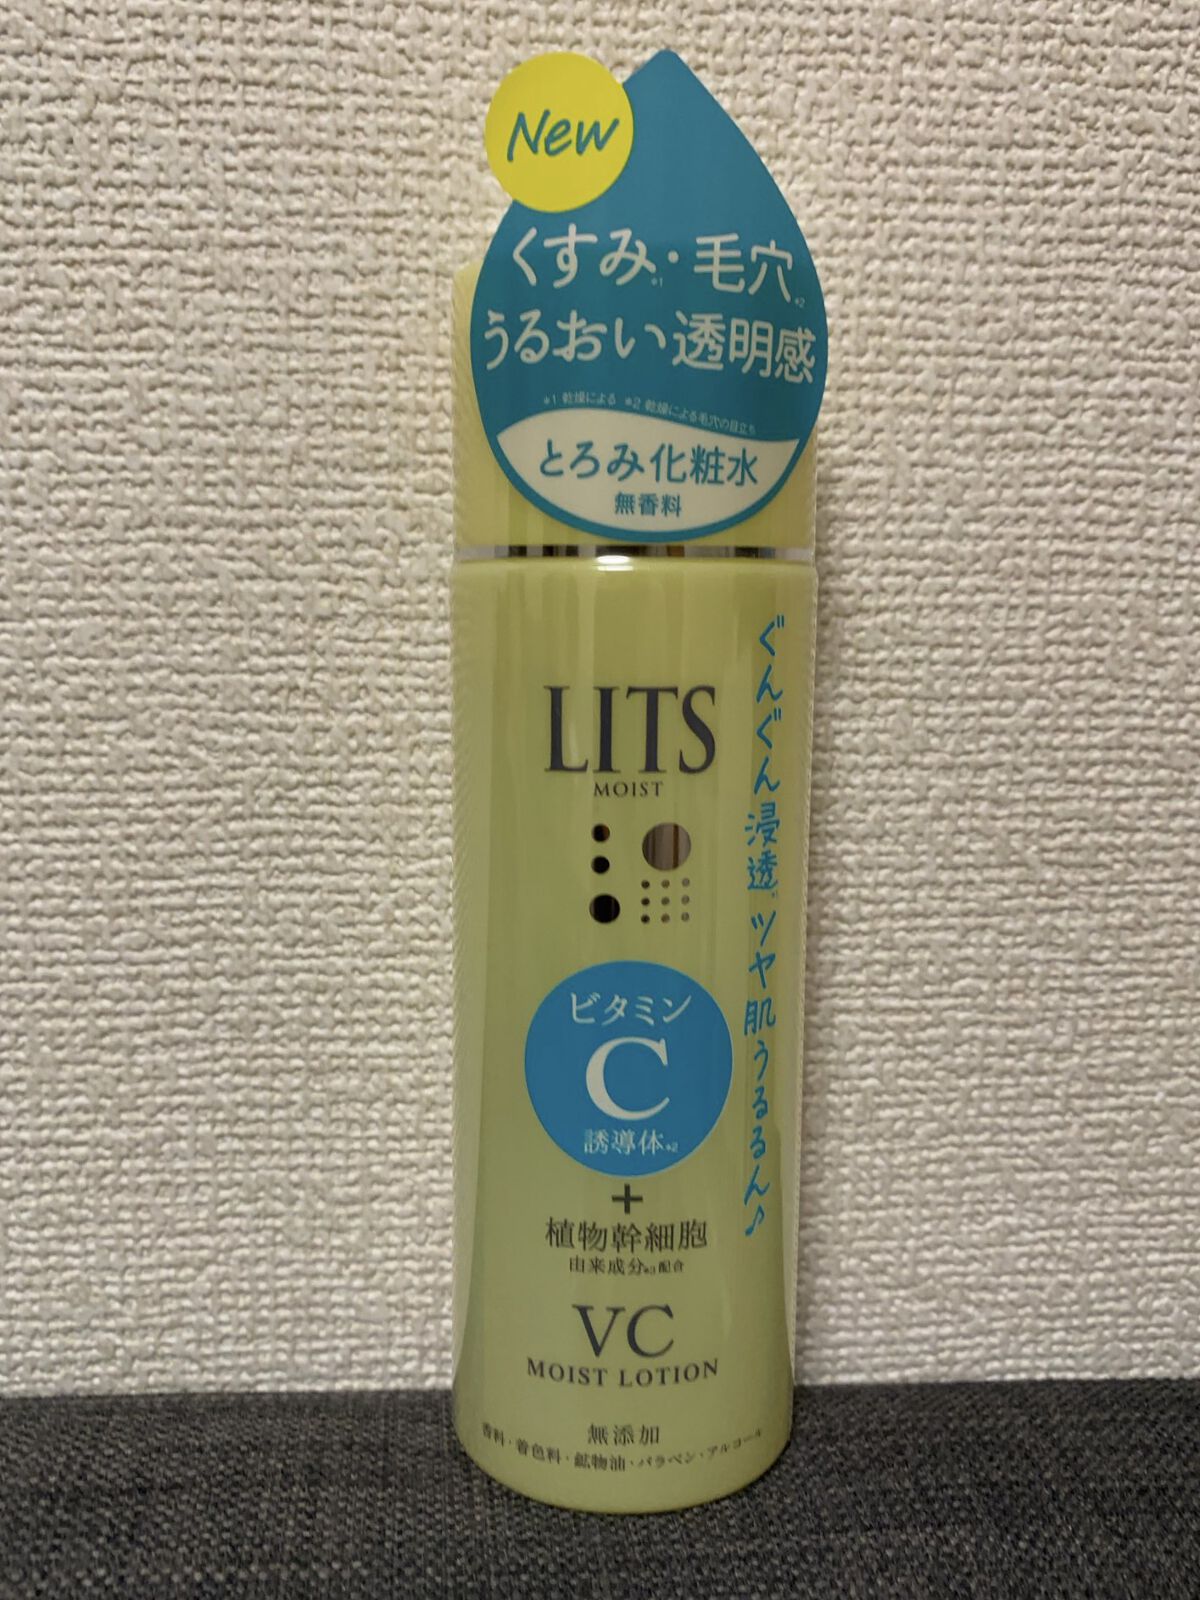 New
くすみ※1・毛穴※2
うるおい透明感
※1 乾燥による ※2 乾燥による毛穴の目立ち
とろみ化粧水
無香料
LITS
MOIST
ビタミン
C
誘導体※2
+
植物幹細胞
由来成分※3配合
VC
MOIST LOTION
無添加
香料・着色料・鉱物油・パラベン・アルコール
ぐんぐん浸透、ツヤ肌うるるん♪